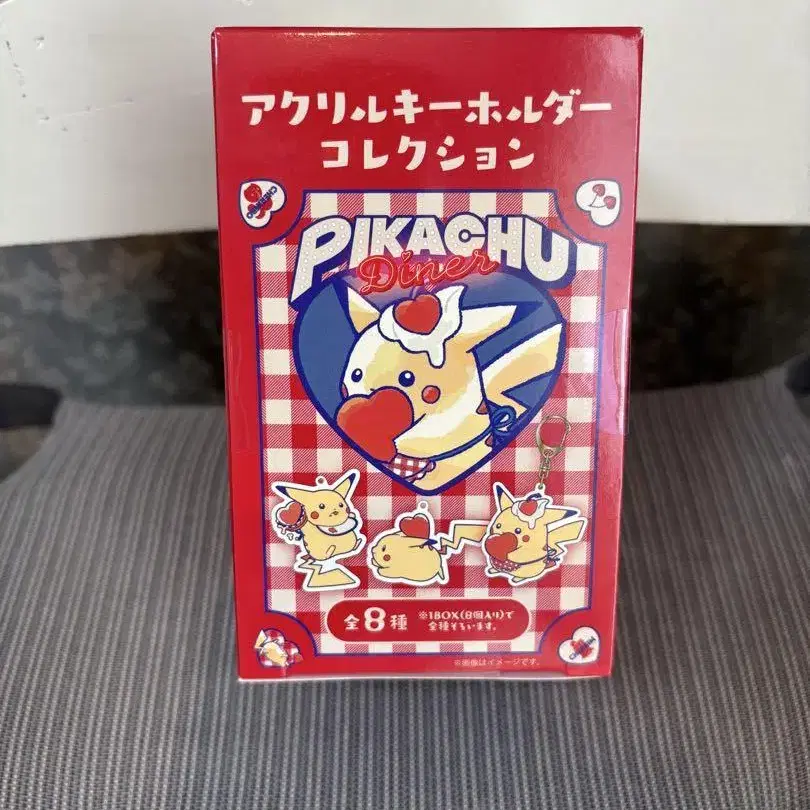 アクリルキーホルダー
コレクション
PIKACHU
Diner
全8種
※1BOX(8個入り)で
全種そろいます。
※画像はイメージです。